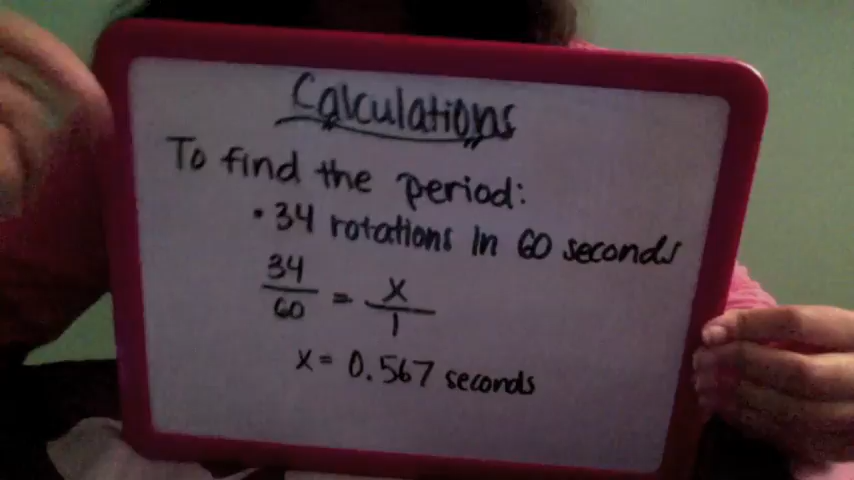 Calculations
To find the period:
• 34 rotations in 60 seconds
34/60 = x/1
x = 0.567 seconds